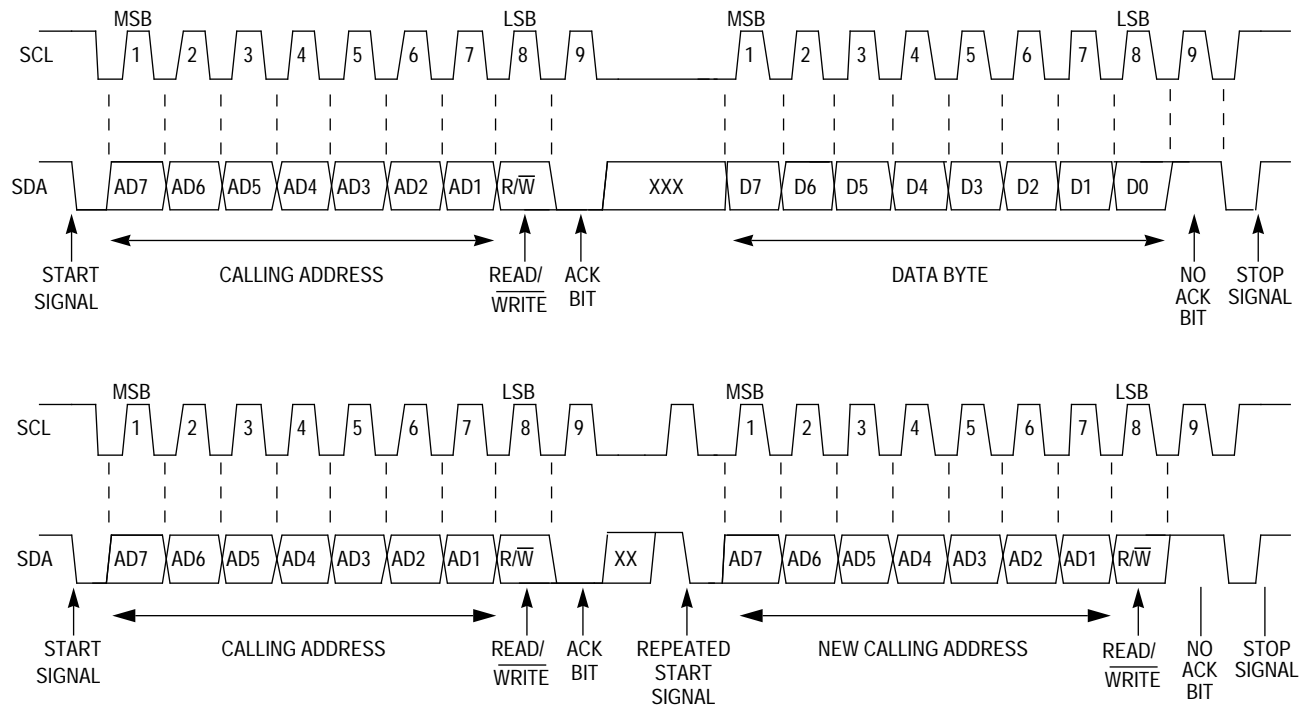 MSB LSB MSB LSB
SCL 1 2 3 4 5 6 7 8 9 1 2 3 4 5 6 7 8 9
SDA AD7 AD6 AD5 AD4 AD3 AD2 AD1 R/W̅ XXX D7 D6 D5 D4 D3 D2 D1 D0
START CALLING ADDRESS READ/ ACK DATA BYTE NO STOP
SIGNAL WRITE BIT ACK SIGNAL
BIT
MSB LSB MSB LSB
SCL 1 2 3 4 5 6 7 8 9 1 2 3 4 5 6 7 8 9
SDA AD7 AD6 AD5 AD4 AD3 AD2 AD1 R/W̅ XX AD7 AD6 AD5 AD4 AD3 AD2 AD1 R/W̅
START CALLING ADDRESS READ/ ACK REPEATED NEW CALLING ADDRESS READ/ NO STOP
SIGNAL WRITE BIT START WRITE ACK SIGNAL
SIGNAL BIT